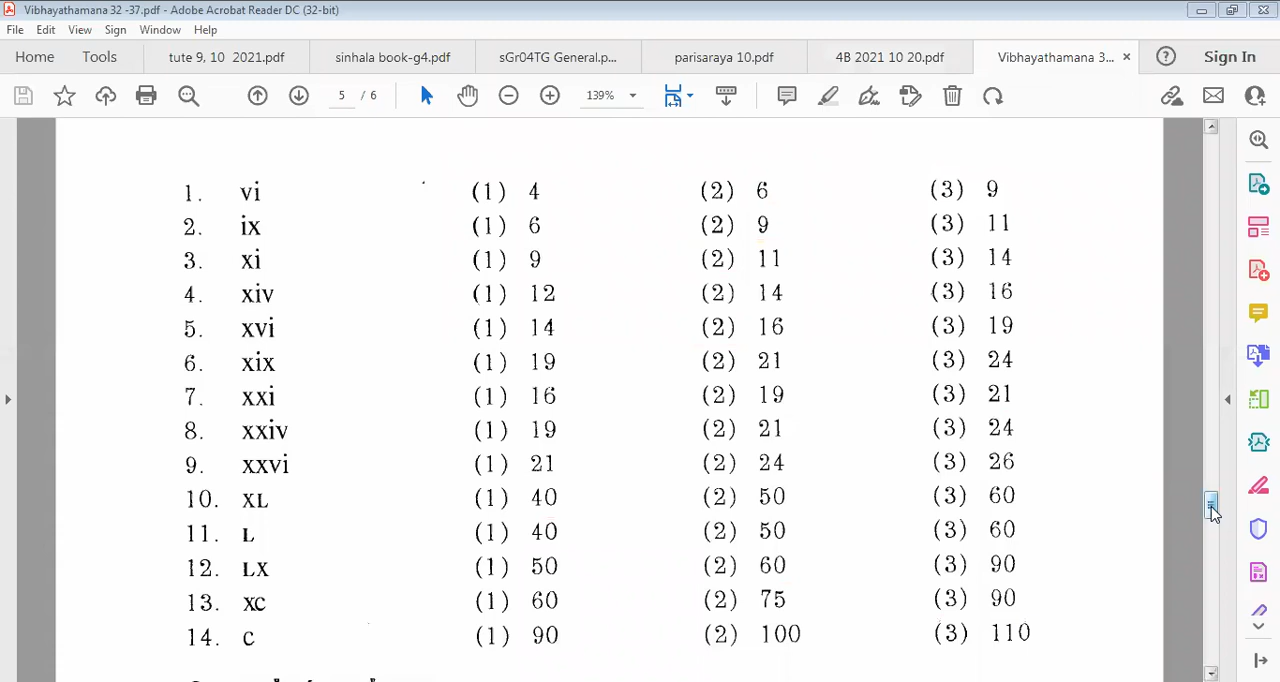 Vibhayathamana 32 -37.pdf - Adobe Acrobat Reader DC (32-bit)
File Edit View Sign Window Help
Home Tools tute 9, 10 2021.pdf sinhala book-g4.pdf sGr04TG General.p... parisaraya 10.pdf 4B 2021 10 20.pdf Vibhayathamana 3... × Sign In
5 / 6 139%
1. vi (1) 4 (2) 6 (3) 9
2. ix (1) 6 (2) 9 (3) 11
3. xi (1) 9 (2) 11 (3) 14
4. xiv (1) 12 (2) 14 (3) 16
5. xvi (1) 14 (2) 16 (3) 19
6. xix (1) 19 (2) 21 (3) 24
7. xxi (1) 16 (2) 19 (3) 21
8. xxiv (1) 19 (2) 21 (3) 24
9. xxvi (1) 21 (2) 24 (3) 26
10. XL (1) 40 (2) 50 (3) 60
11. L (1) 40 (2) 50 (3) 60
12. LX (1) 50 (2) 60 (3) 90
13. XC (1) 60 (2) 75 (3) 90
14. C (1) 90 (2) 100 (3) 110